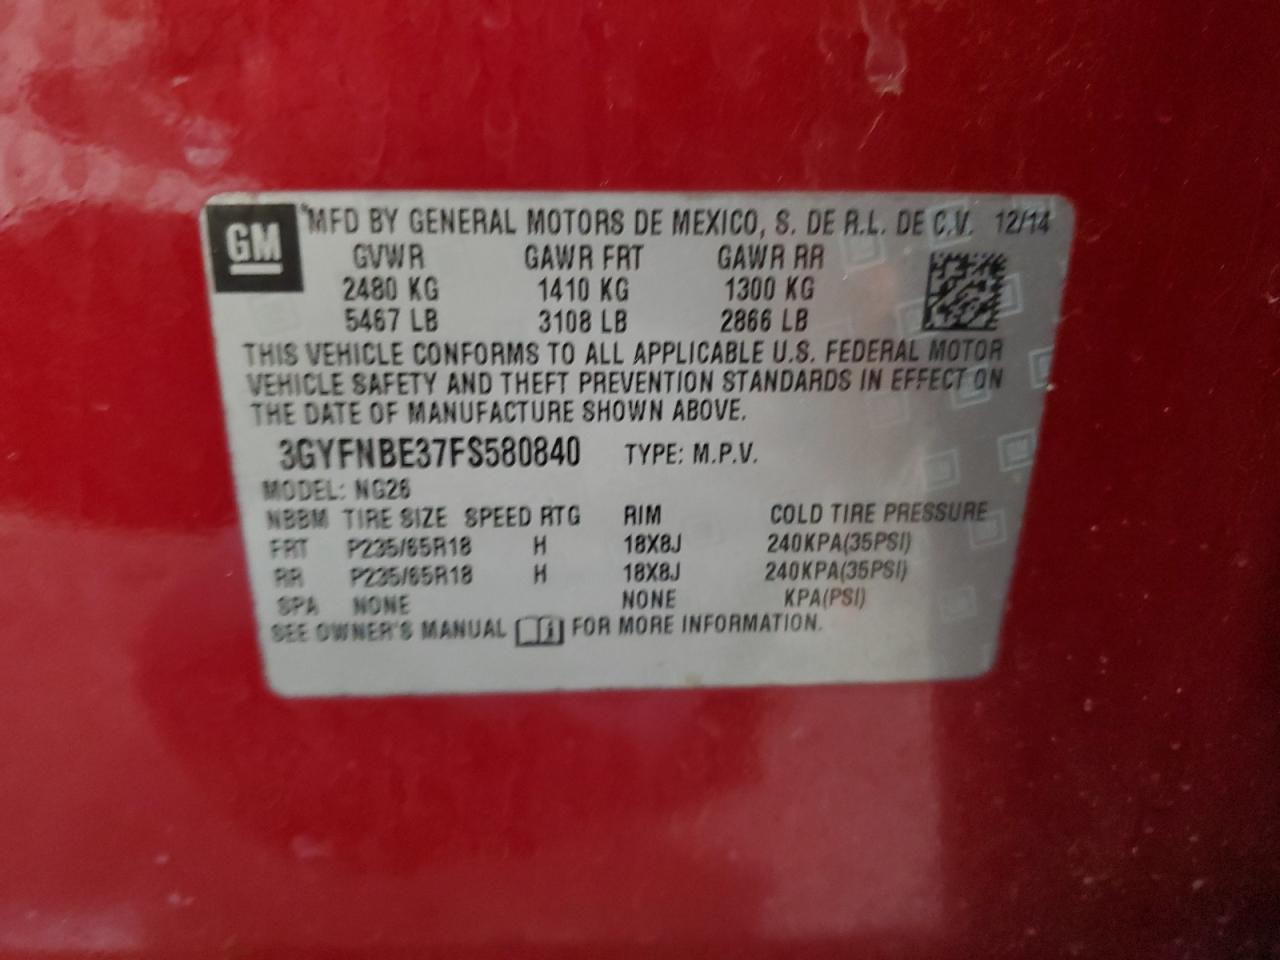 GM
MFD BY GENERAL MOTORS DE MEXICO, S. DE R.L. DE C.V. 12/14
GVWR GAWR FRT GAWR RR
2480 KG 1410 KG 1300 KG
5467 LB 3108 LB 2866 LB
THIS VEHICLE CONFORMS TO ALL APPLICABLE U.S. FEDERAL MOTOR
VEHICLE SAFETY AND THEFT PREVENTION STANDARDS IN EFFECT ON
THE DATE OF MANUFACTURE SHOWN ABOVE.
3GYFNBE37FS580840 TYPE: M.P.V.
MODEL: NG26
NBBM TIRE SIZE SPEED RTG RIM COLD TIRE PRESSURE
FRT P235/65R18 H 18X8J 240KPA(35PSI)
RR P235/65R18 H 18X8J 240KPA(35PSI)
SPA NONE NONE KPA(PSI)
SEE OWNER'S MANUAL FOR MORE INFORMATION.